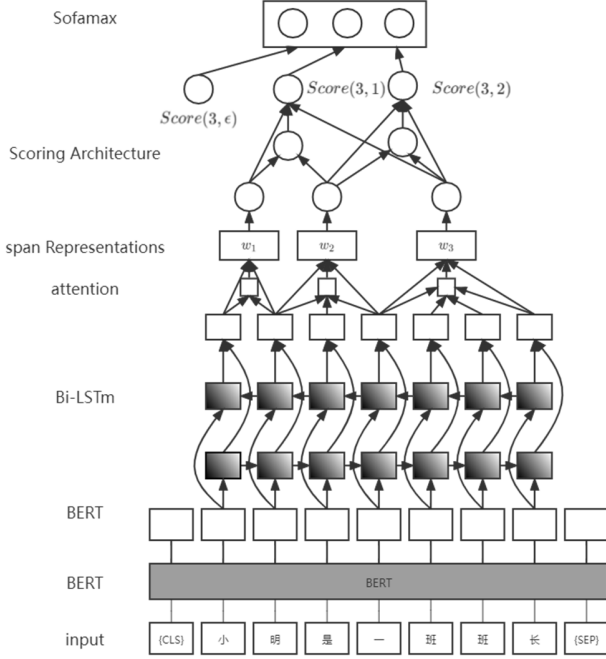 Sofamax
Score(3, ϵ)
Score(3, 1)
Score(3, 2)
Scoring Architecture
span Representations
w₁
w₂
w₃
attention
Bi-LSTm
BERT
BERT
BERT
input
{CLS}
小
明
是
一
班
班
长
{SEP}